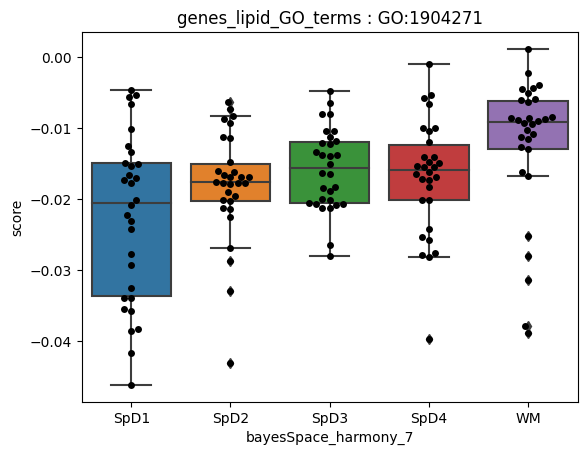 genes_lipid_GO_terms : GO:1904271
0.00
−0.01
−0.02
−0.03
−0.04
score
SpD1 SpD2 SpD3 SpD4 WM
bayesSpace_harmony_7